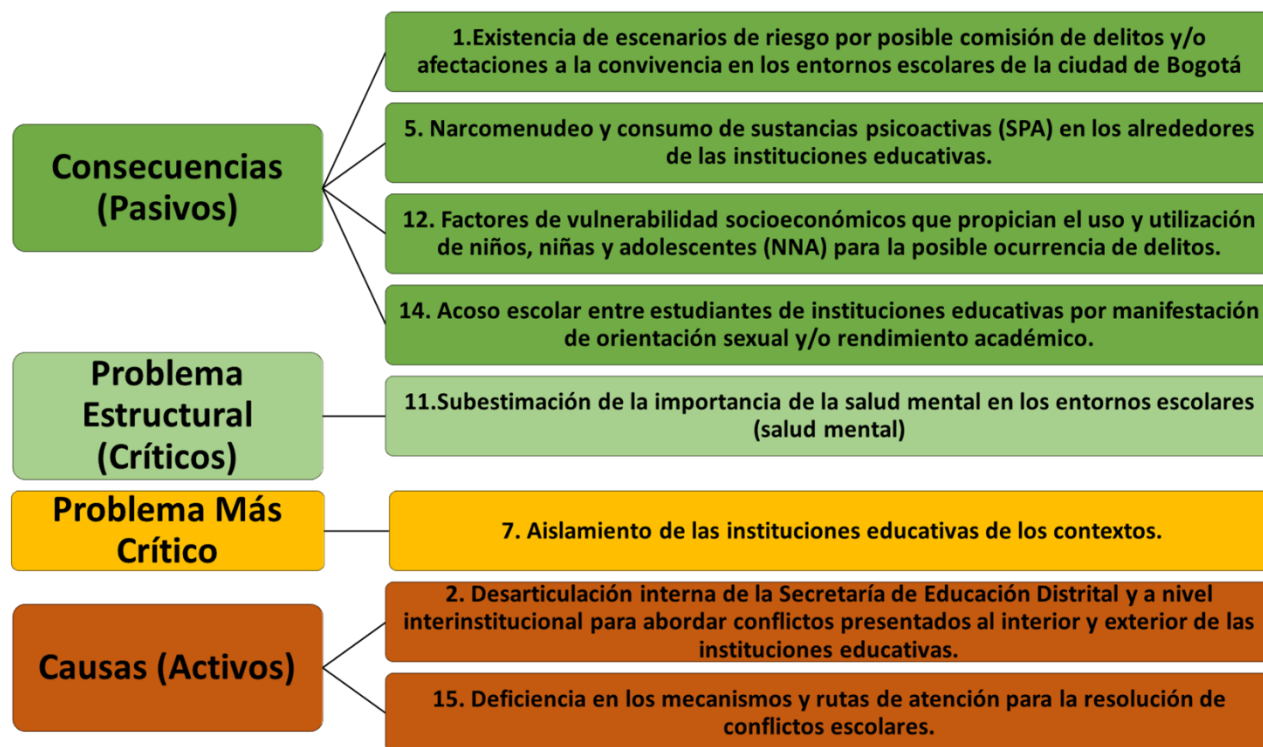 Consecuencias
(Pasivos)
1.Existencia de escenarios de riesgo por posible comisión de delitos y/o
afectaciones a la convivencia en los entornos escolares de la ciudad de Bogotá
5. Narcomenudeo y consumo de sustancias psicoactivas (SPA) en los alrededores
de las instituciones educativas.
12. Factores de vulnerabilidad socioeconómicos que propician el uso y utilización
de niños, niñas y adolescentes (NNA) para la posible ocurrencia de delitos.
14. Acoso escolar entre estudiantes de instituciones educativas por manifestación
de orientación sexual y/o rendimiento académico.
Problema
Estructural
(Críticos)
11.Subestimación de la importancia de la salud mental en los entornos escolares
(salud mental)
Problema Más
Crítico
7. Aislamiento de las instituciones educativas de los contextos.
Causas (Activos)
2. Desarticulación interna de la Secretaría de Educación Distrital y a nivel
interinstitucional para abordar conflictos presentados al interior y exterior de las
instituciones educativas.
15. Deficiencia en los mecanismos y rutas de atención para la resolución de
conflictos escolares.